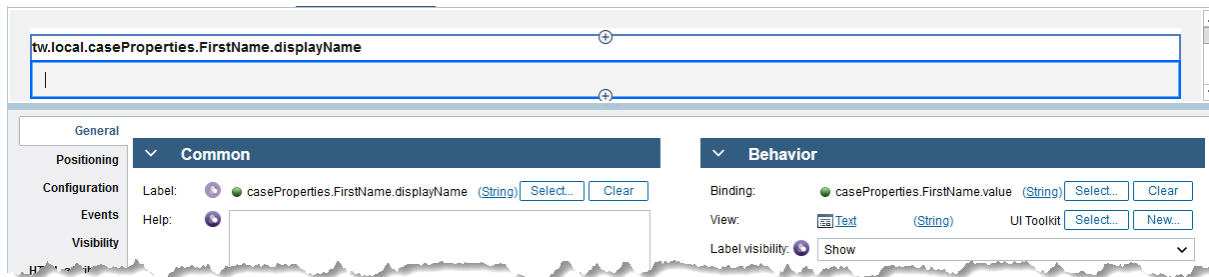 tw.local.caseProperties.FirstName.displayName
General
Positioning
Configuration
Events
Visibility
Common
Label: caseProperties.FirstName.displayName (String) Select... Clear
Help:
Behavior
Binding: caseProperties.FirstName.value (String) Select... Clear
View: Text (String) UI Toolkit Select... New...
Label visibility: Show